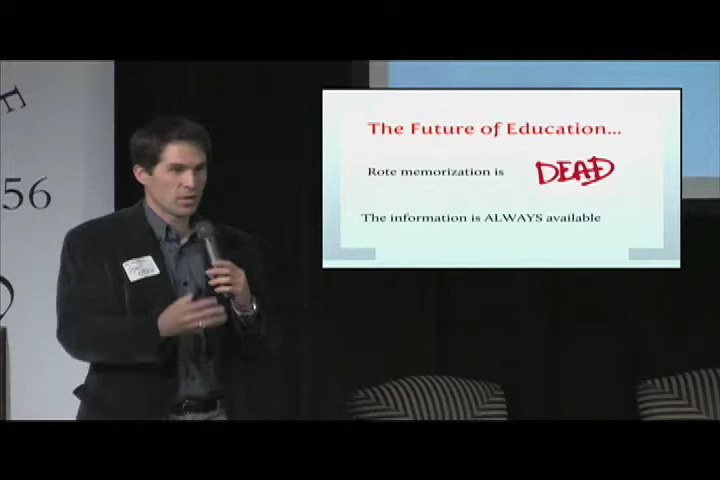 E
56
The Future of Education...
Rote memorization is DEAD
The information is ALWAYS available